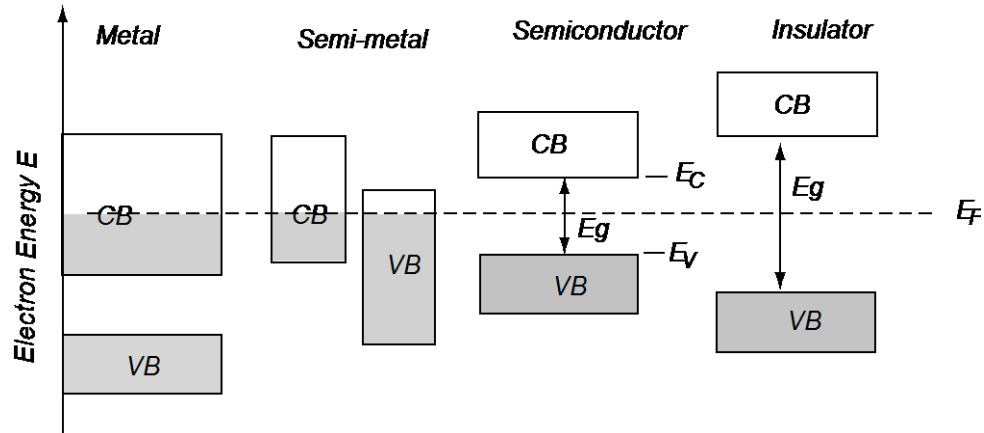 Metal
Semi-metal
Semiconductor
Insulator
Electron Energy E
CB
VB
CB
VB
CB
E_C
Eg
E_V
VB
CB
Eg
VB
E_F